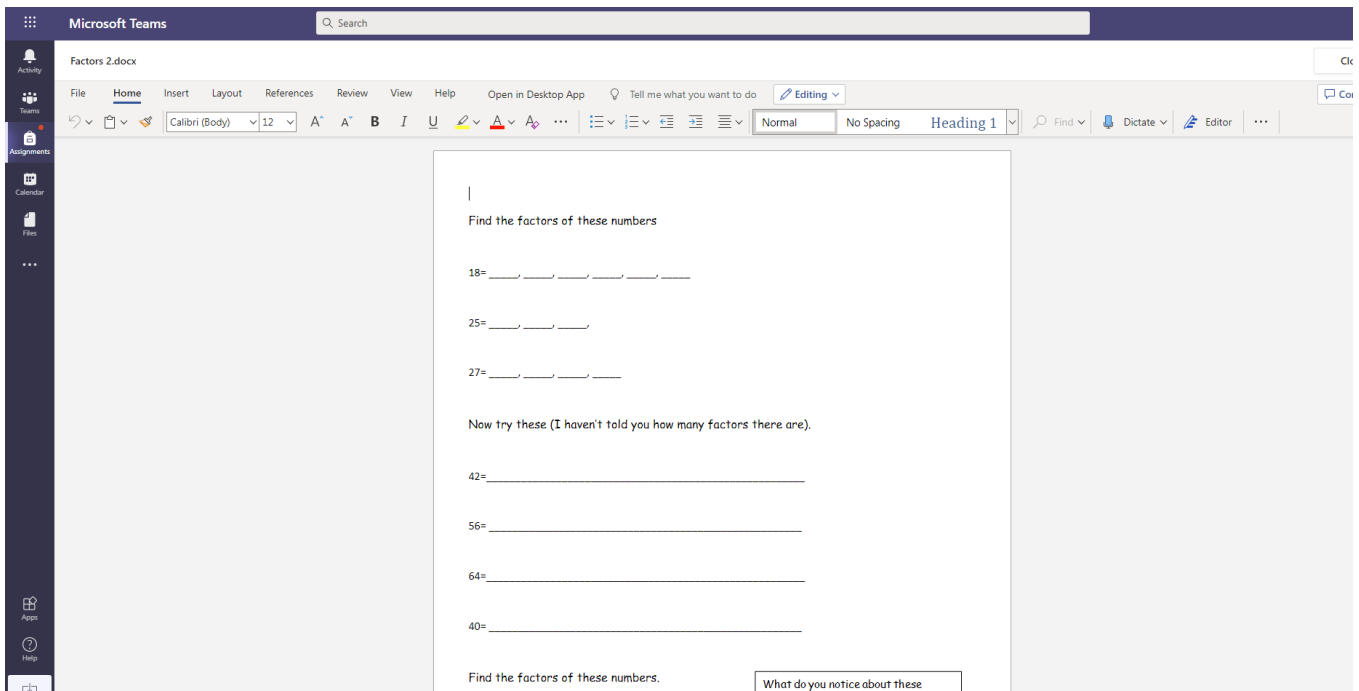 Microsoft Teams
Search
Activity
Teams
Assignments
Calendar
Files
Apps
Help
Factors 2.docx
File Home Insert Layout References Review View Help Open in Desktop App Tell me what you want to do Editing
Calibri (Body) 12 A A B I U A A Normal No Spacing Heading 1 Find Dictate Editor
Find the factors of these numbers
18= _____, _____, _____, _____, _____, _____
25= _____, _____, _____,
27= _____, _____, _____, _____
Now try these (I haven't told you how many factors there are).
42=_______________________________________________________
56= ______________________________________________________
64=_______________________________________________________
40= ______________________________________________________
Find the factors of these numbers.
What do you notice about these